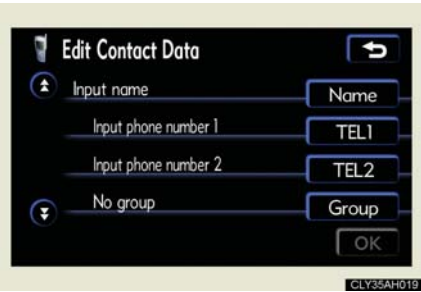 Edit Contact Data
Input name Name
Input phone number 1 TEL1
Input phone number 2 TEL2
No group Group
OK
CLY35AH019